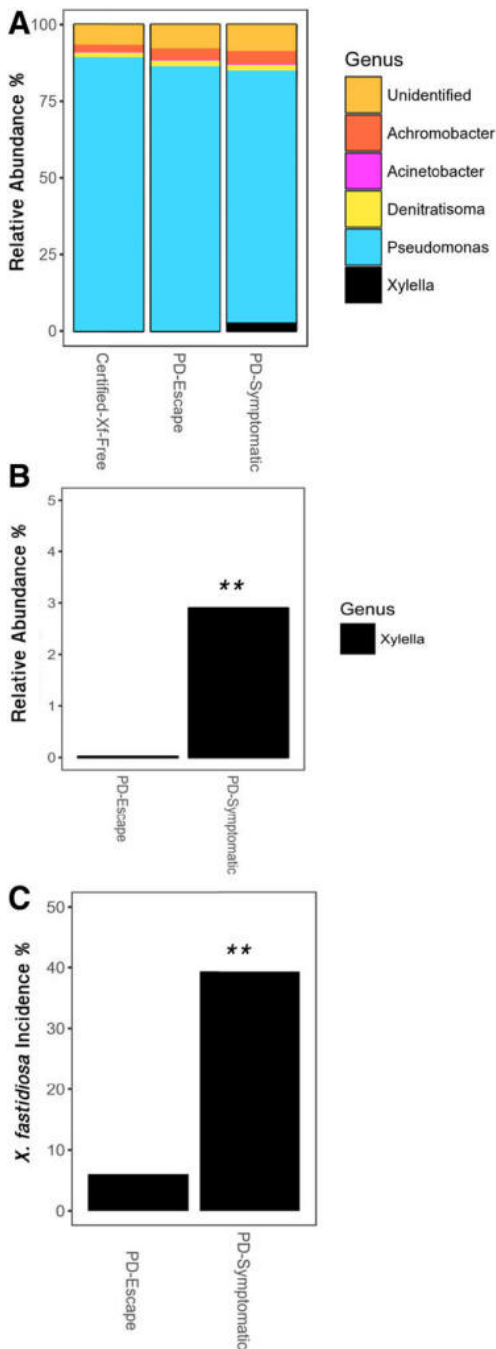 A
Relative Abundance %
100
75
50
25
0
Certified-Xf-Free
PD-Escape
PD-Symptomatic
Genus
Unidentified
Achromobacter
Acinetobacter
Denitratisoma
Pseudomonas
Xylella
B
Relative Abundance %
5
4
3
2
1
0
**
PD-Escape
PD-Symptomatic
Genus
Xylella
C
X. fastidiosa Incidence %
50
40
30
20
10
0
**
PD-Escape
PD-Symptomatic